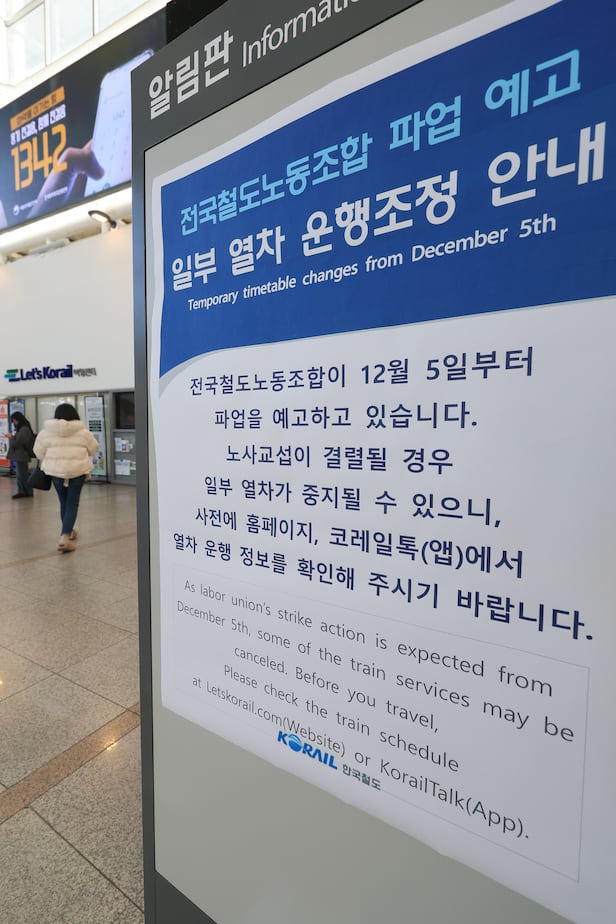 1342
알림판 Information
전국철도노동조합 파업 예고
일부 열차 운행조정 안내
Temporary timetable changes from December 5th
Let's Korail
전국철도노동조합이 12월 5일부터
파업을 예고하고 있습니다.
노사교섭이 결렬될 경우
일부 열차가 중지될 수 있으니,
사전에 홈페이지, 코레일톡(앱)에서
열차 운행 정보를 확인해 주시기 바랍니다.
As labor union's strike action is expected from
December 5th, some of the train services may be
canceled. Before you travel,
Please check the train schedule
at Letskorail.com(Website) or KorailTalk(App).
KORAIL 한국철도